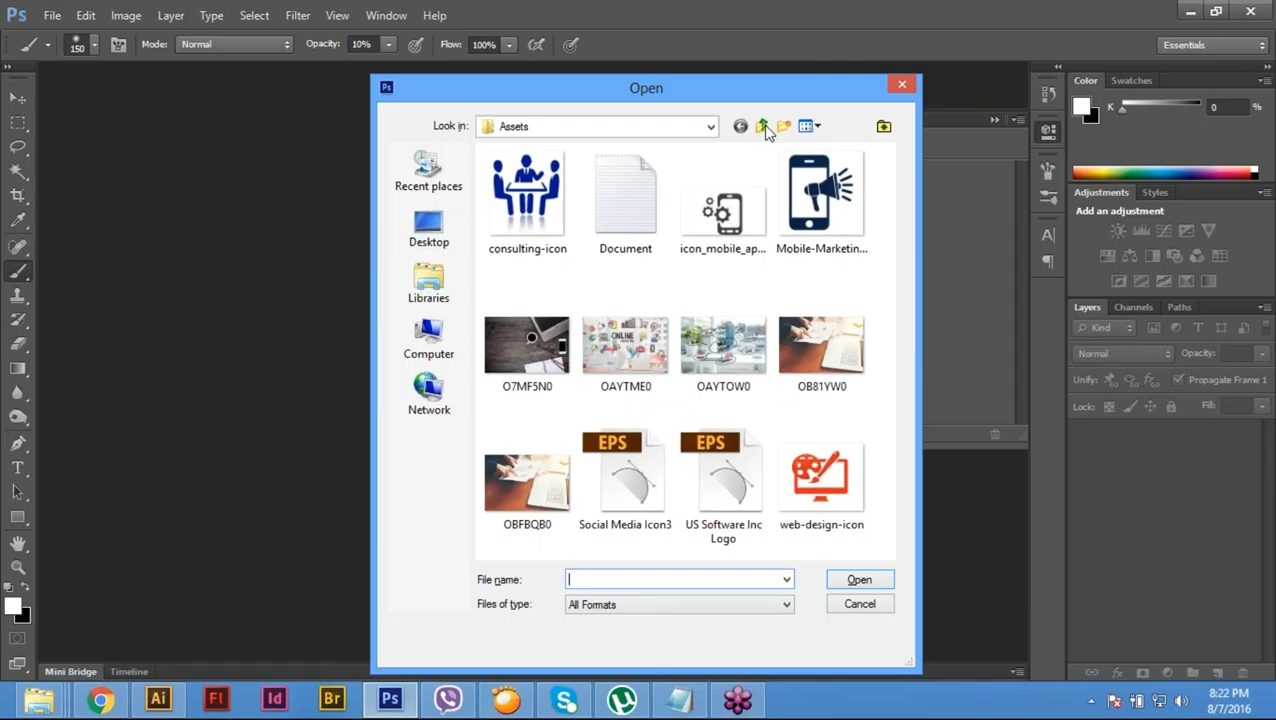 Ps File Edit Image Layer Type Select Filter View Window Help
150 Mode: Normal Opacity: 10% Flow: 100% Essentials
Open
Look in: Assets
Recent places
Desktop
Libraries
Computer
Network
consulting-icon Document icon_mobile_ap... Mobile-Marketin...
ONLINE
O7MF5N0 OAYTME0 OAYTOW0 OB81YW0
EPS EPS
OBFBQB0 Social Media Icon3 US Software Inc web-design-icon
Logo
File name: Open
Files of type: All Formats Cancel
Color Swatches
K 0 %
Adjustments Styles
Add an adjustment
Layers Channels Paths
Kind
Normal Opacity:
Unify: Propagate Frame 1
Lock: Fill:
Mini Bridge Timeline
Ai Fl Id Br Ps
8:22 PM
8/7/2016